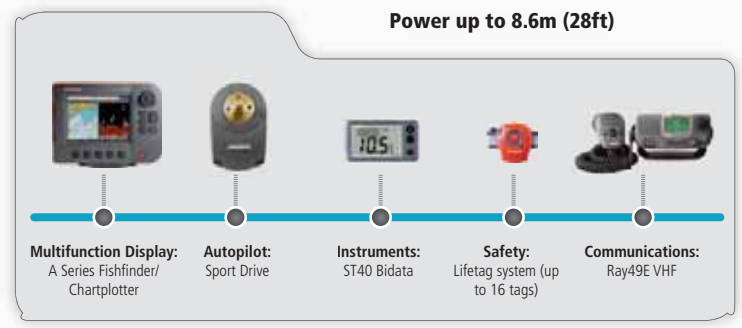 Power up to 8.6m (28ft)
10.5
Multifunction Display:
A Series Fishfinder/
Chartplotter
Autopilot:
Sport Drive
Instruments:
ST40 Bidata
Safety:
Lifetag system (up
to 16 tags)
Communications:
Ray49E VHF